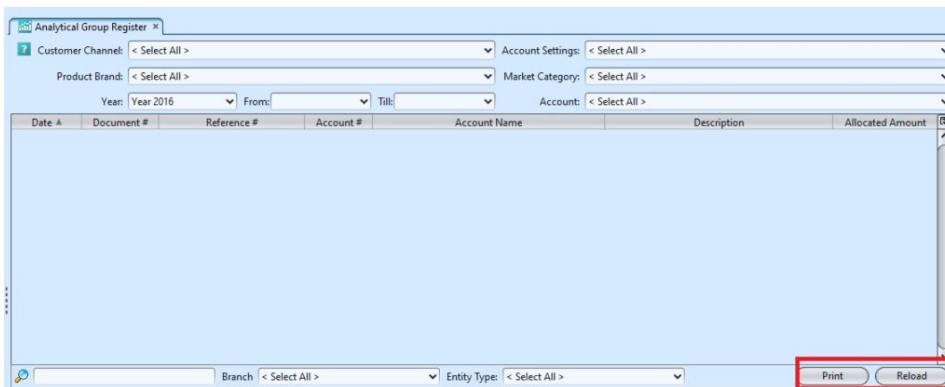 Analytical Group Register ×
? Customer Channel: < Select All > Account Settings: < Select All >
Product Brand: < Select All > Market Category: < Select All >
Year: Year 2016 From: Till: Account: < Select All >
Date Document # Reference # Account # Account Name Description Allocated Amount
Branch < Select All > Entity Type: < Select All > Print Reload